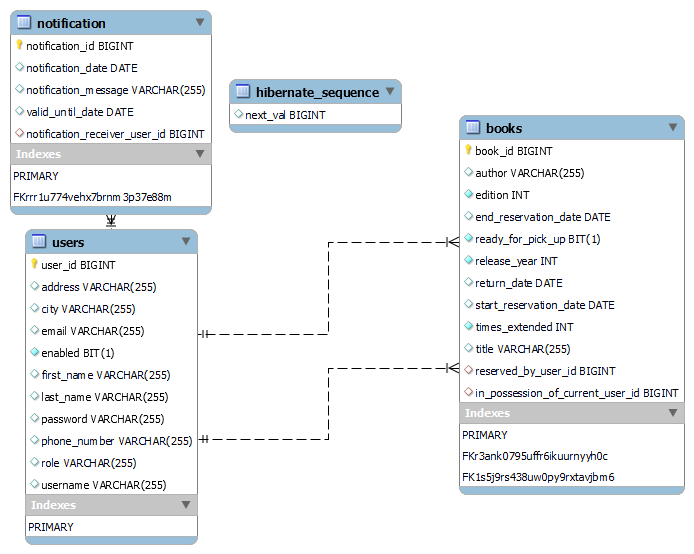 notification
notification_id BIGINT
notification_date DATE
notification_message VARCHAR(255)
valid_until_date DATE
notification_receiver_user_id BIGINT
Indexes
PRIMARY
FKrrr1u774vehx7brnm3p37e88m
hibernate_sequence
next_val BIGINT
users
user_id BIGINT
address VARCHAR(255)
city VARCHAR(255)
email VARCHAR(255)
enabled BIT(1)
first_name VARCHAR(255)
last_name VARCHAR(255)
password VARCHAR(255)
phone_number VARCHAR(255)
role VARCHAR(255)
username VARCHAR(255)
Indexes
PRIMARY
books
book_id BIGINT
author VARCHAR(255)
edition INT
end_reservation_date DATE
ready_for_pick_up BIT(1)
release_year INT
return_date DATE
start_reservation_date DATE
times_extended INT
title VARCHAR(255)
reserved_by_user_id BIGINT
in_possession_of_current_user_id BIGINT
Indexes
PRIMARY
FKr3ank0795uffr6ikuurnyyh0c
FK1s5j9rs438uw0py9rxtavjbm6